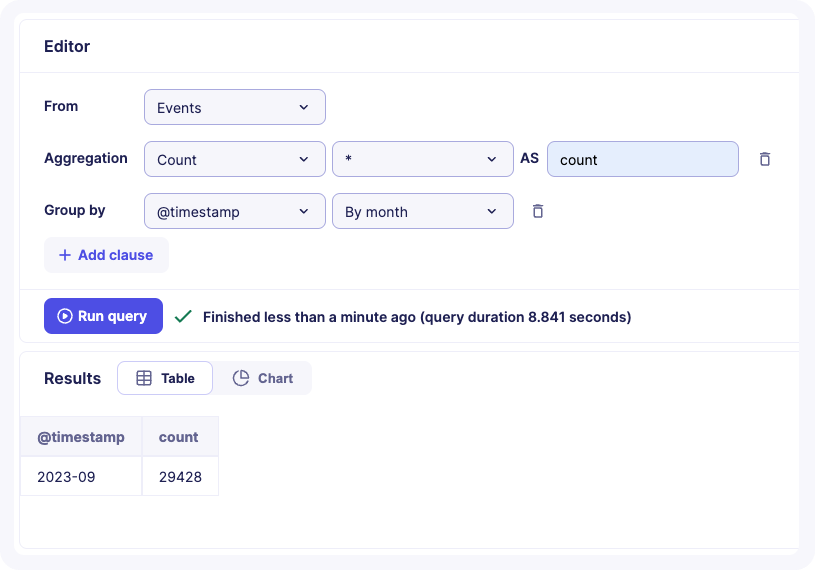 Editor
From Events
Aggregation Count * AS count
Group by @timestamp By month
+ Add clause
Run query Finished less than a minute ago (query duration 8.841 seconds)
Results Table Chart
@timestamp count
2023-09 29428